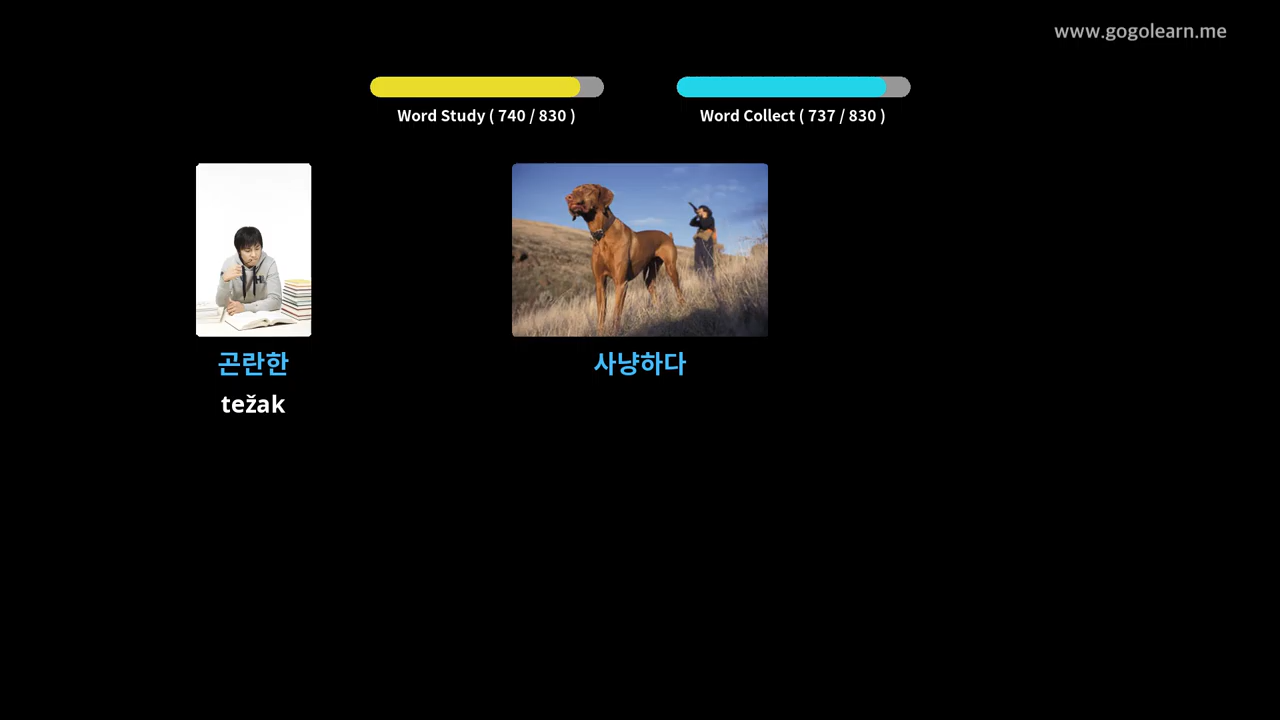 www.gogolearn.me
Word Study ( 740 / 830 )
Word Collect ( 737 / 830 )
곤란한
사냥하다
težak